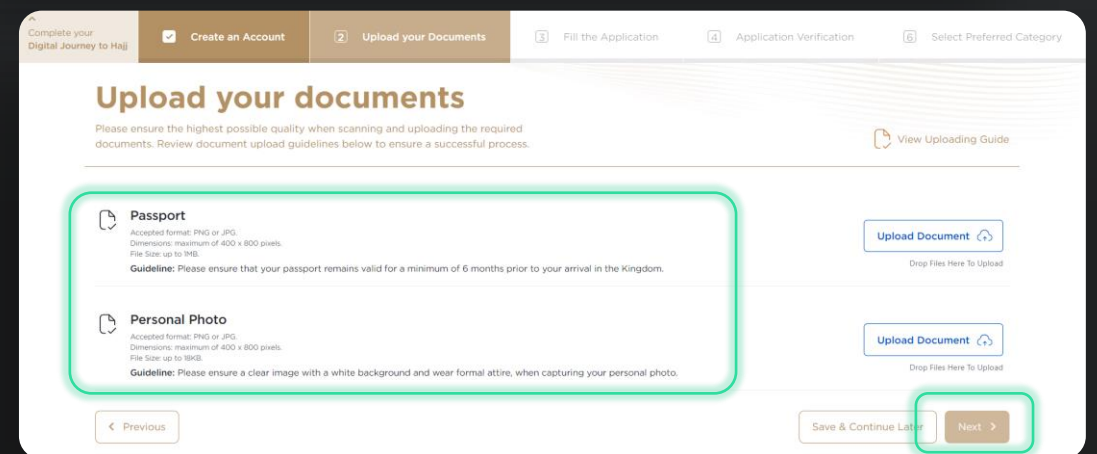 Complete your
Digital Journey to Hajj
Create an Account
2 Upload your Documents
3 Fill the Application
4 Application Verification
6 Select Preferred Category
Upload your documents
Please ensure the highest possible quality when scanning and uploading the required
documents. Review document upload guidelines below to ensure a successful process.
View Uploading Guide
Passport
Accepted format: PNG or JPG.
Dimensions: maximum of 400 x 800 pixels.
File Size: up to 1MB.
Guideline: Please ensure that your passport remains valid for a minimum of 6 months prior to your arrival in the Kingdom.
Upload Document
Drop Files Here To Upload
Personal Photo
Accepted format: PNG or JPG.
Dimensions: maximum of 400 x 800 pixels.
File Size: up to 18KB.
Guideline: Please ensure a clear image with a white background and wear formal attire, when capturing your personal photo.
Upload Document
Drop Files Here To Upload
Previous
Save & Continue Later
Next